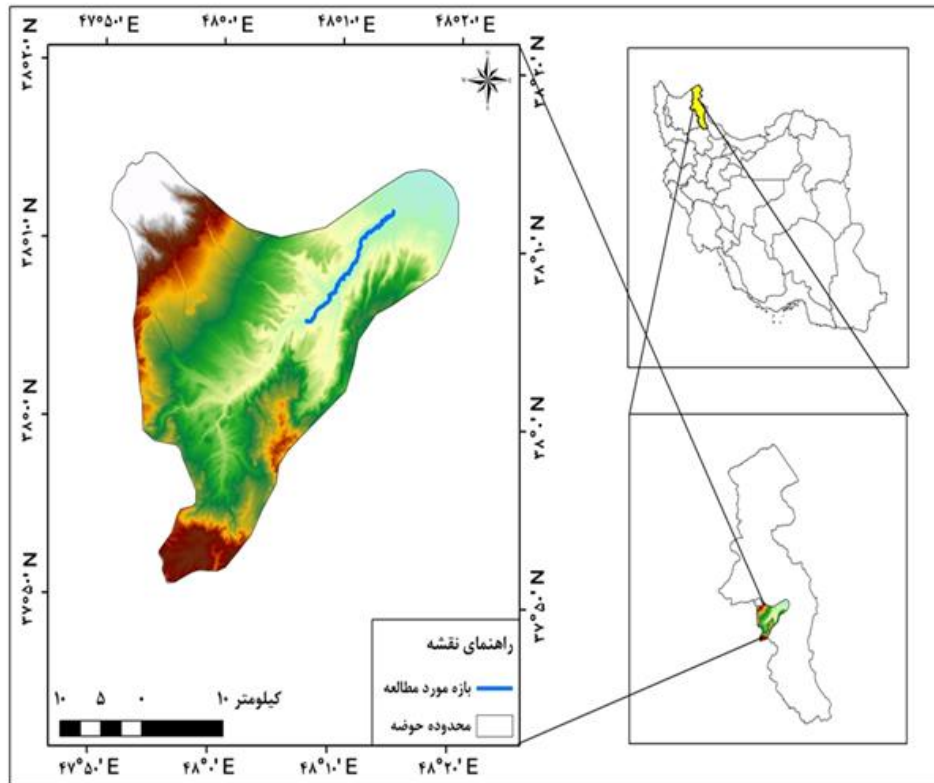 ۴۷°۵۰' E
۴۸°۰' E
۴۸°۱۰' E
۴۸°۲۰' E
۳۸°۲۰' N
۳۸°۱۰' N
۳۸°۰' N
۳۷°۵۰' N
۳۸°۲۰' N
۳۸°۱۰' N
۳۸°۰' N
۳۷°۵۰' N
راهنمای نقشه
بازه مورد مطالعه
محدوده حوضه
۱۰ ۵ ۰ ۱۰ کیلومتر
۴۷°۵۰' E
۴۸°۰' E
۴۸°۱۰' E
۴۸°۲۰' E